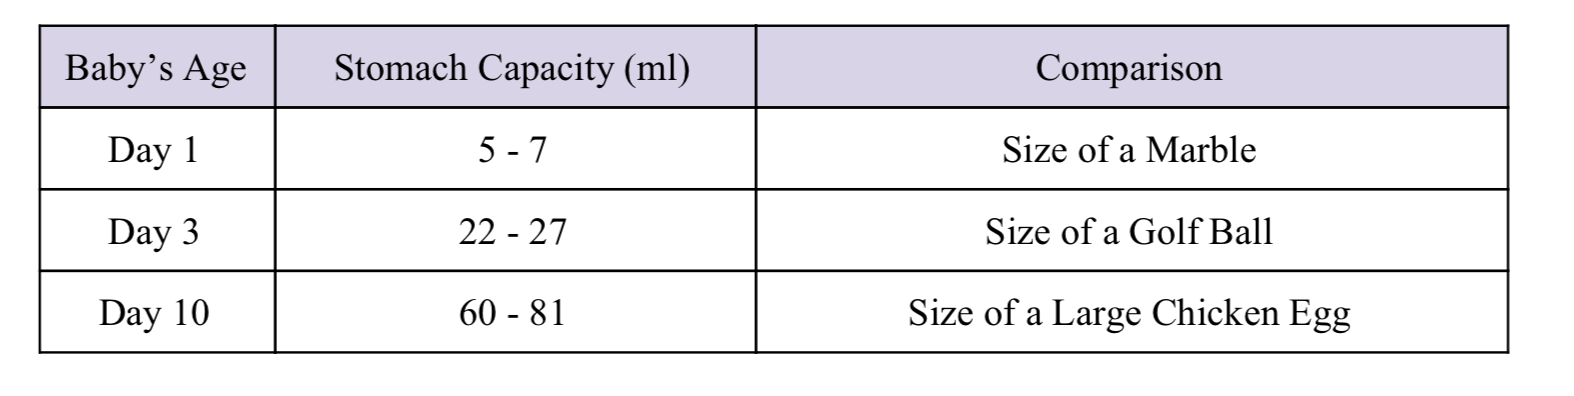 Baby’s Age Stomach Capacity (ml) Comparison
Day 1 5 - 7 Size of a Marble
Day 3 22 - 27 Size of a Golf Ball
Day 10 60 - 81 Size of a Large Chicken Egg